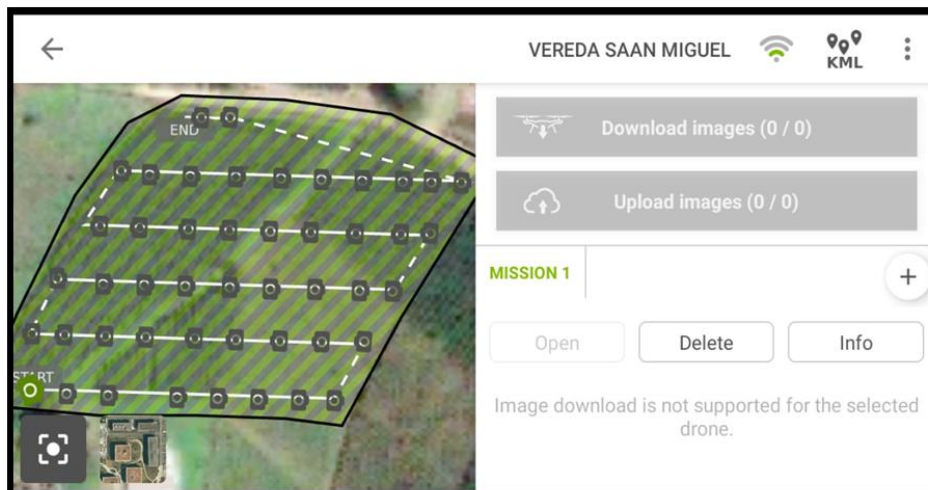 VEREDA SAAN MIGUEL
KML
END
Download images (0 / 0)
Upload images (0 / 0)
MISSION 1
+
Open
Delete
Info
START
Image download is not supported for the selected
drone.